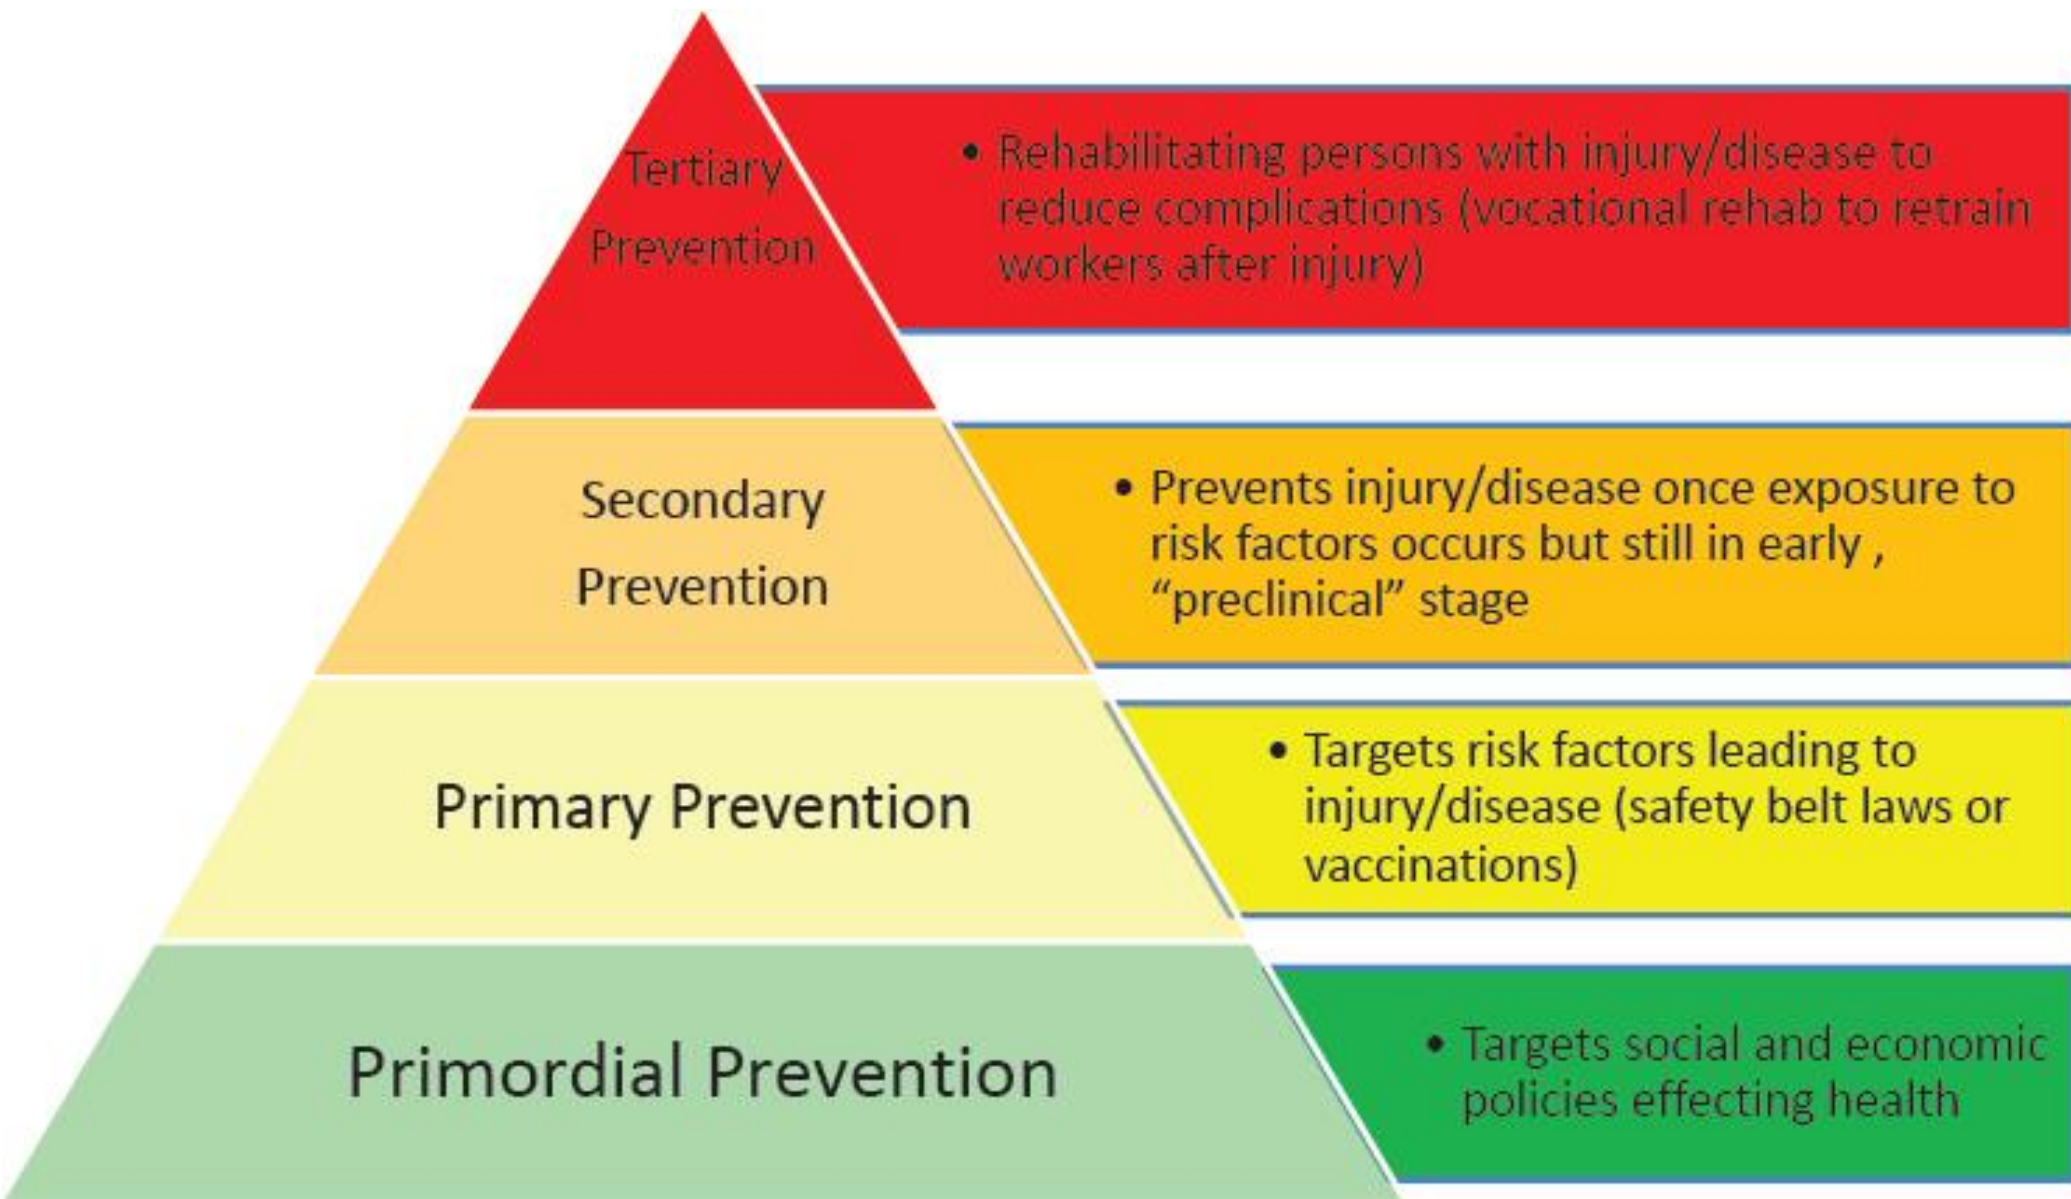 Tertiary
Prevention
• Rehabilitating persons with injury/disease to
reduce complications (vocational rehab to retrain
workers after injury)
Secondary
Prevention
• Prevents injury/disease once exposure to
risk factors occurs but still in early ,
“preclinical” stage
Primary Prevention
• Targets risk factors leading to
injury/disease (safety belt laws or
vaccinations)
Primordial Prevention
• Targets social and economic
policies effecting health